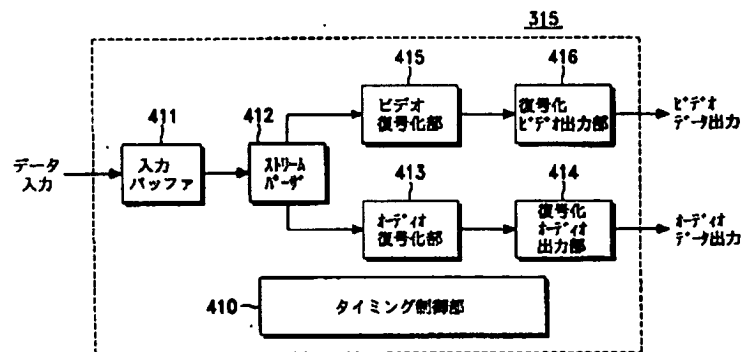 315
415
416
ビデオ
復号化部
復号化
ビデオ出力部
ビデオ
データ出力
411
412
データ
入力
入力
バッファ
ストリーム
パーザ
413
414
オーディオ
復号化部
復号化
オーディオ
出力部
オーディオ
データ出力
410
タイミング制御部